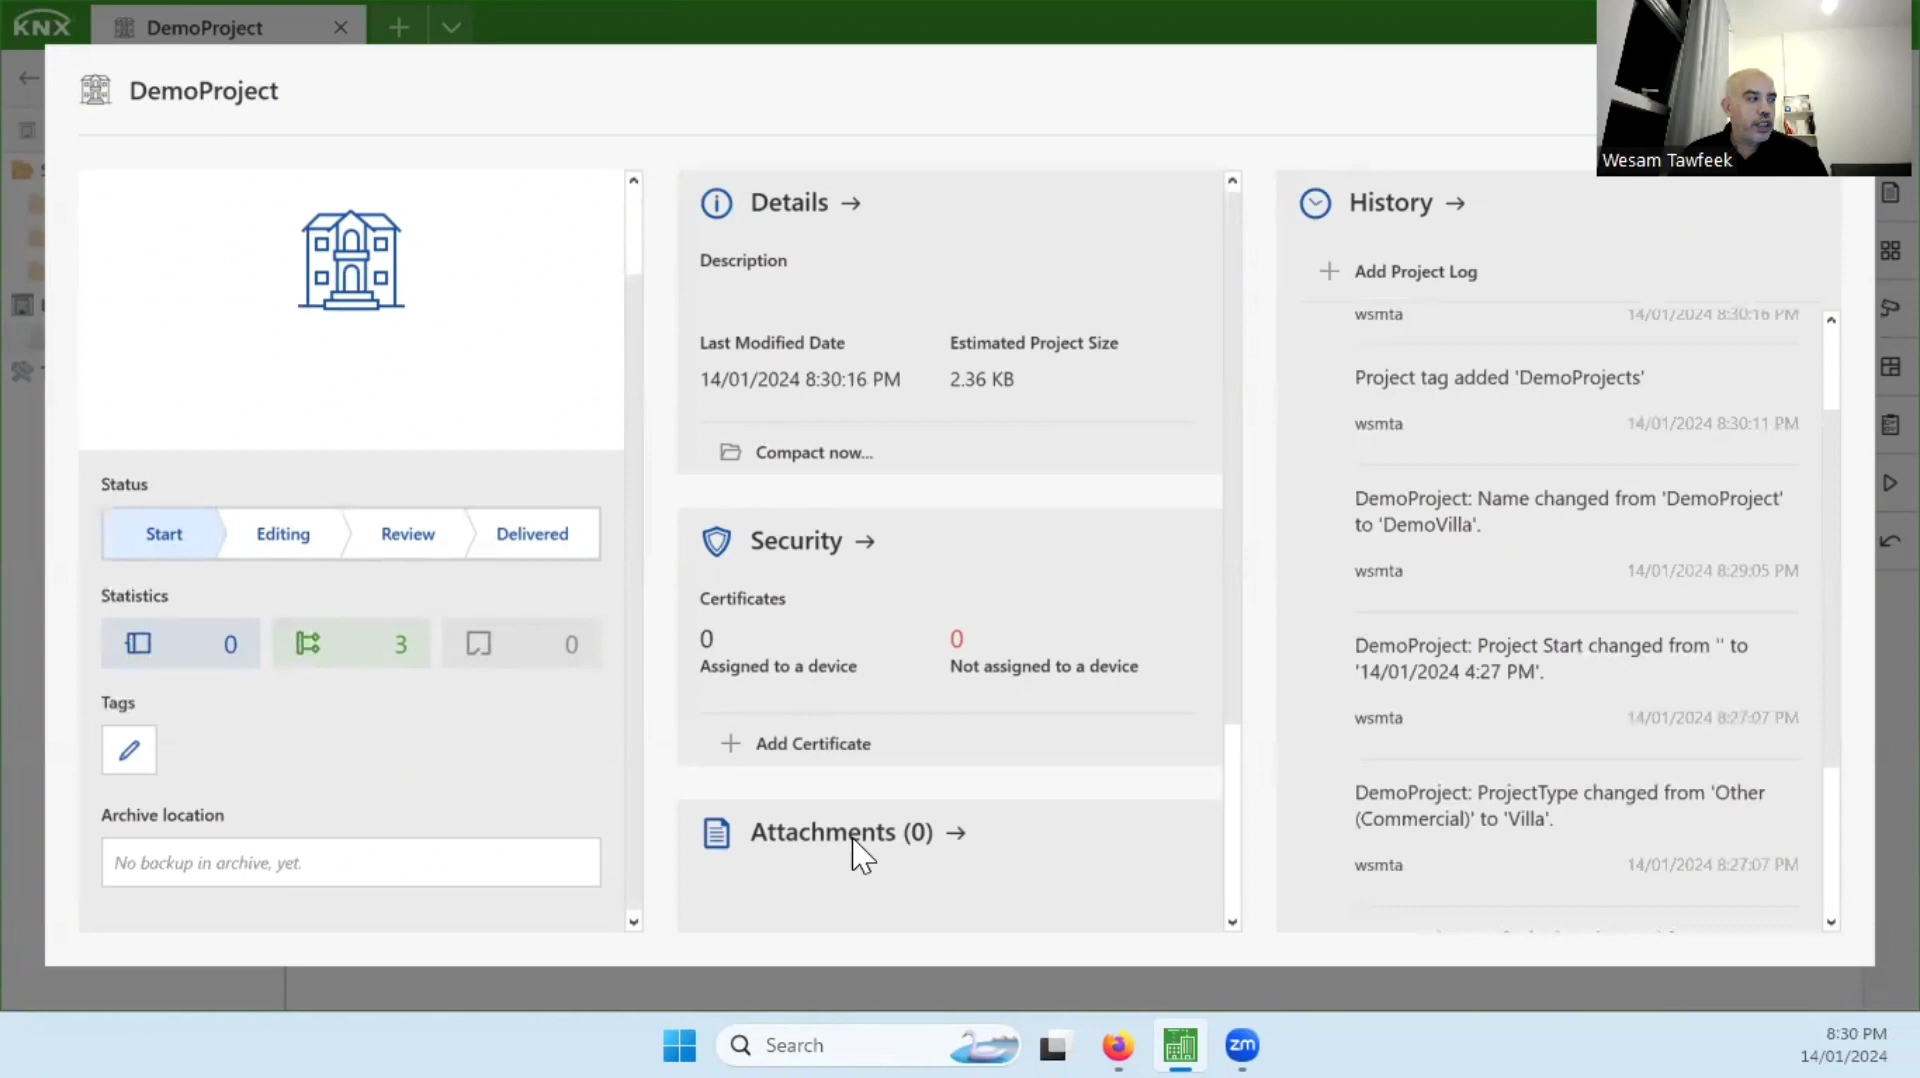 KNX
DemoProject
DemoProject
Wesam Tawfeek
Status
Start
Editing
Review
Delivered
Statistics
0
3
0
Tags
Archive location
No backup in archive, yet.
Details
Description
Last Modified Date
Estimated Project Size
14/01/2024 8:30:16 PM
2.36 KB
Compact now...
Security
Certificates
0
0
Assigned to a device
Not assigned to a device
Add Certificate
Attachments (0)
History
Add Project Log
wsmta
14/01/2024 8:30:16 PM
Project tag added 'DemoProjects'
wsmta
14/01/2024 8:30:11 PM
DemoProject: Name changed from 'DemoProject'
to 'DemoVilla'.
wsmta
14/01/2024 8:29:05 PM
DemoProject: Project Start changed from '' to
'14/01/2024 4:27 PM'.
wsmta
14/01/2024 8:27:07 PM
DemoProject: ProjectType changed from 'Other
(Commercial)' to 'Villa'.
wsmta
14/01/2024 8:27:07 PM
Search
zm
8:30 PM
14/01/2024